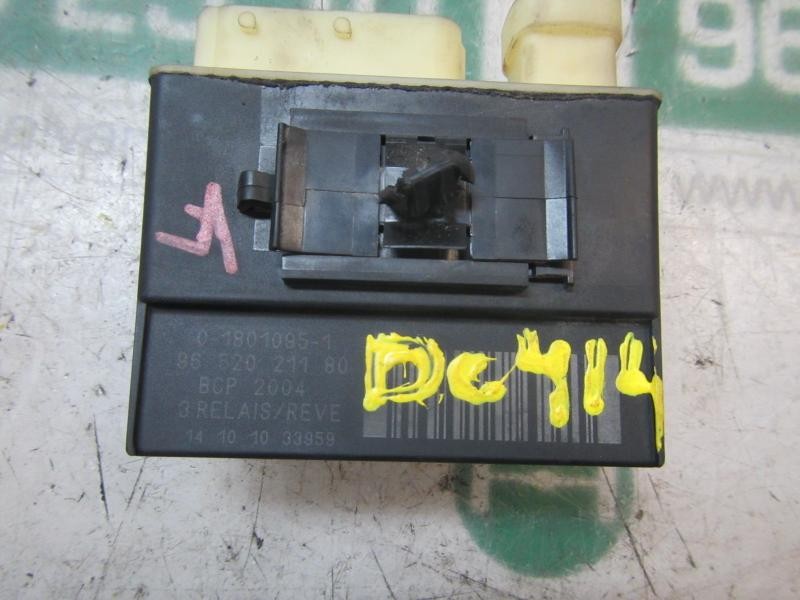 0 1801095-1
96 520 211 80
BCP 2004
3 RELAIS/REVE
14 10 10 33959
DC414